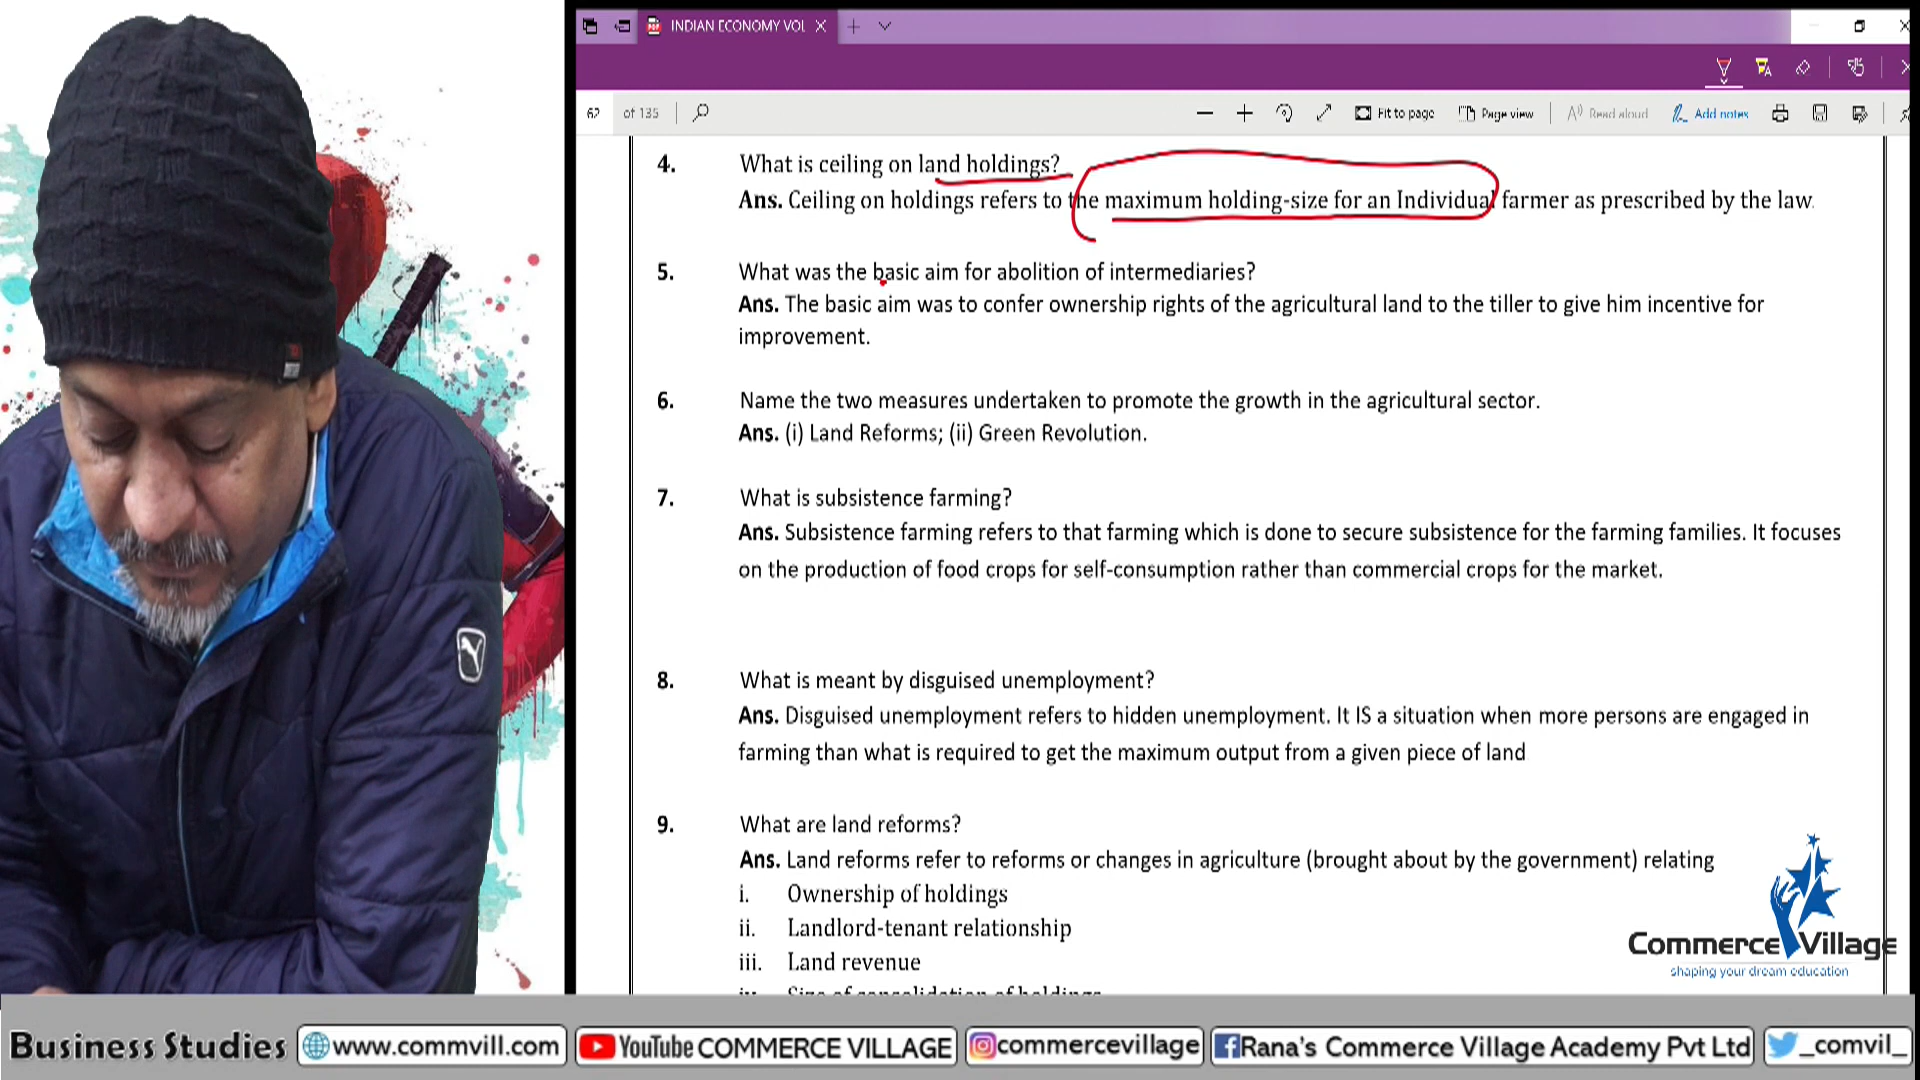 INDIAN ECONOMY VOL
62 of 135
Fit to page
Page view
Read aloud
Add notes
4. What is ceiling on land holdings?
Ans. Ceiling on holdings refers to the maximum holding-size for an Individual farmer as prescribed by the law.
5. What was the basic aim for abolition of intermediaries?
Ans. The basic aim was to confer ownership rights of the agricultural land to the tiller to give him incentive for
improvement.
6. Name the two measures undertaken to promote the growth in the agricultural sector.
Ans. (i) Land Reforms; (ii) Green Revolution.
7. What is subsistence farming?
Ans. Subsistence farming refers to that farming which is done to secure subsistence for the farming families. It focuses
on the production of food crops for self-consumption rather than commercial crops for the market.
8. What is meant by disguised unemployment?
Ans. Disguised unemployment refers to hidden unemployment. It IS a situation when more persons are engaged in
farming than what is required to get the maximum output from a given piece of land
9. What are land reforms?
Ans. Land reforms refer to reforms or changes in agriculture (brought about by the government) relating
i. Ownership of holdings
ii. Landlord-tenant relationship
iii. Land revenue
iv. Size of consolidation of holdings
Commerce Village
shaping your dream education
Business Studies
www.commvill.com
YouTube COMMERCE VILLAGE
commercevillage
Rana's Commerce Village Academy Pvt Ltd
_comvil_